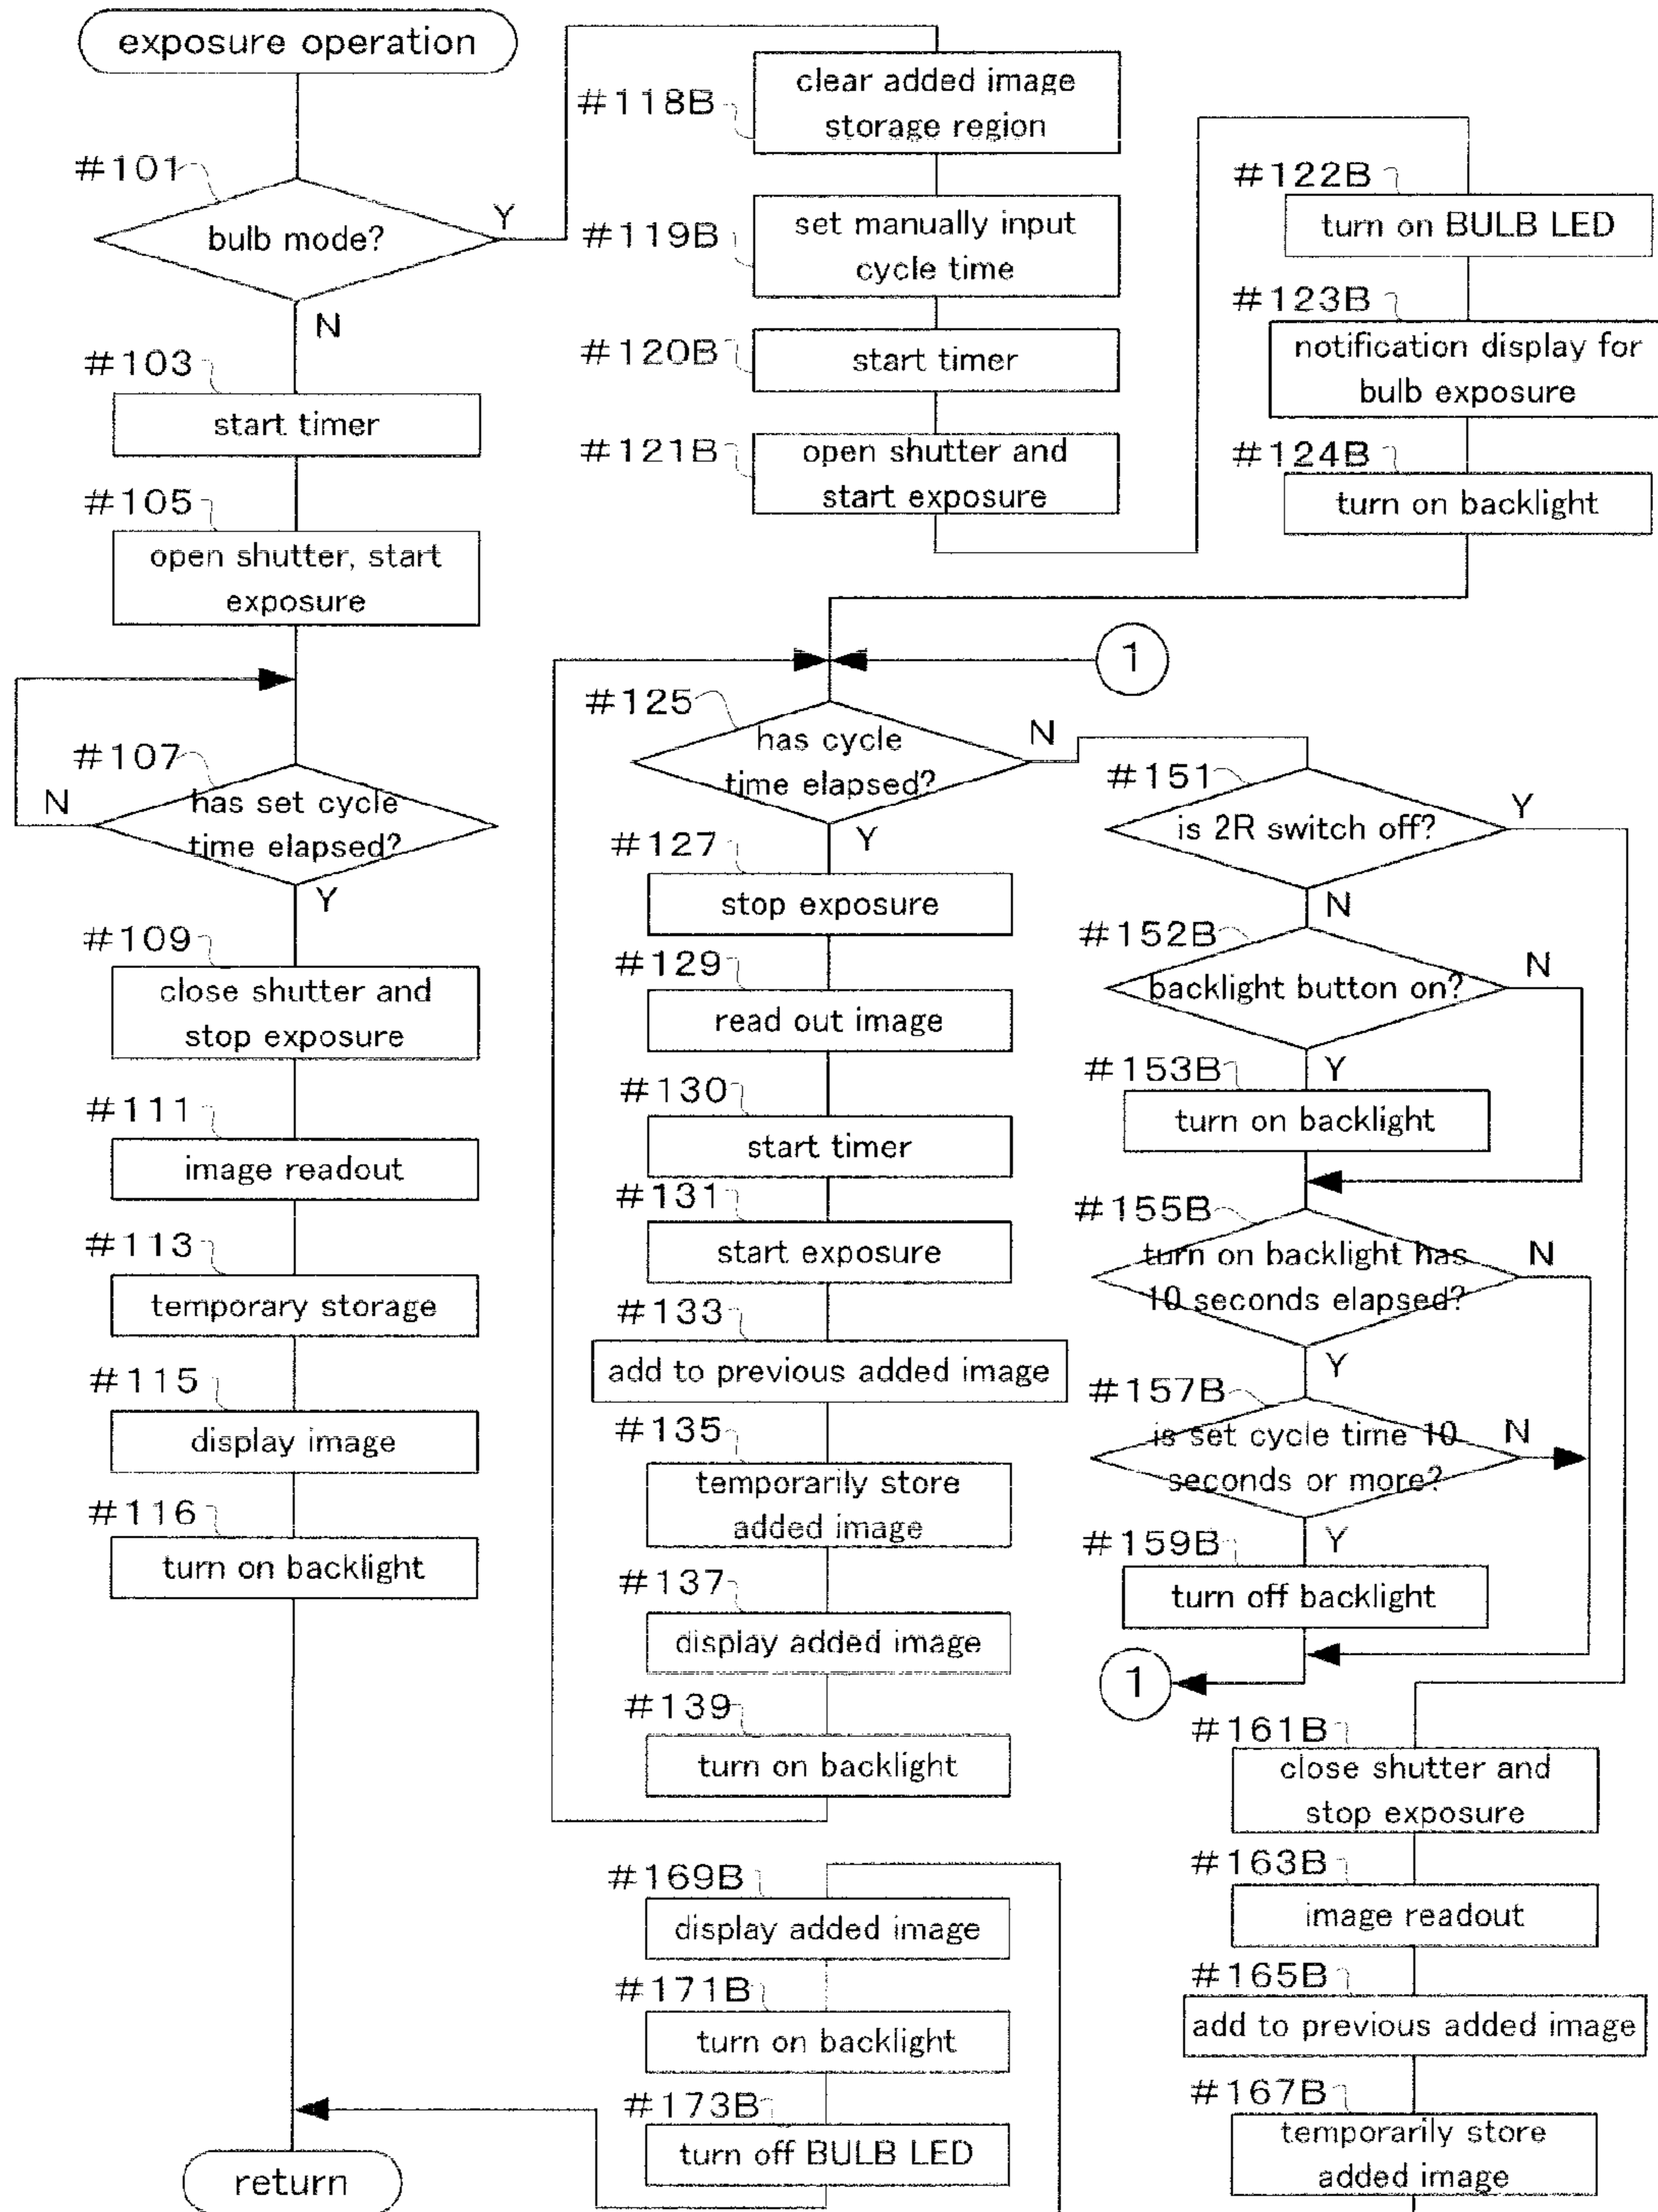 exposure operation
#101
bulb mode?
Y
N
#103
start timer
#105
open shutter, start
exposure
#107
has set cycle
time elapsed?
N
Y
#109
close shutter and
stop exposure
#111
image readout
#113
temporary storage
#115
display image
#116
turn on backlight
return
#118B
clear added image
storage region
#119B
set manually input
cycle time
#120B
start timer
#121B
open shutter and
start exposure
#122B
turn on BULB LED
#123B
notification display for
bulb exposure
#124B
turn on backlight
1
#125
has cycle
time elapsed?
N
Y
#127
stop exposure
#129
read out image
#130
start timer
#131
start exposure
#133
add to previous added image
#135
temporarily store
added image
#137
display added image
#139
turn on backlight
#151
is 2R switch off?
Y
N
#152B
backlight button on?
N
Y
#153B
turn on backlight
#155B
turn on backlight has
10 seconds elapsed?
N
Y
#157B
is set cycle time 10
seconds or more?
N
Y
#159B
turn off backlight
1
#161B
close shutter and
stop exposure
#163B
image readout
#165B
add to previous added image
#167B
temporarily store
added image
#169B
display added image
#171B
turn on backlight
#173B
turn off BULB LED